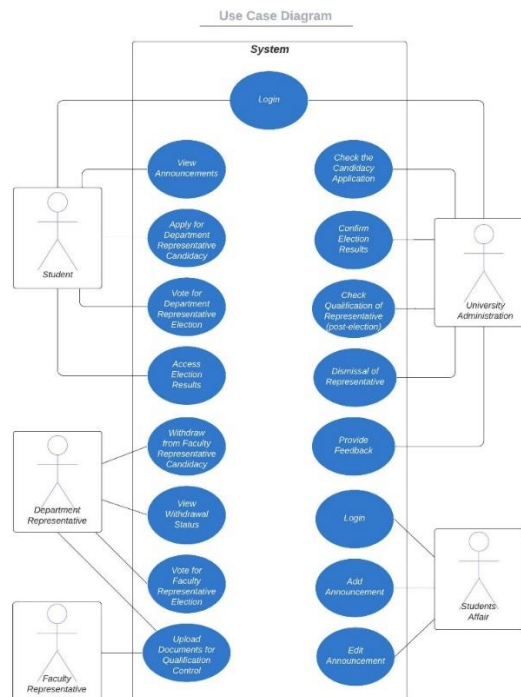 Use Case Diagram
System
Login
View
Announcements
Check the
Candidacy
Application
Apply for
Department
Representative
Candidacy
Confirm
Election
Results
Student
Vote for
Department
Representative
Election
Check
Qualification of
Representative
(post-election)
University
Administration
Access
Election
Results
Dismissal of
Representative
Withdraw from
Faculty
Representative
Candidacy
Provide
Feedback
Department
Representative
View
Withdrawal
Status
Login
Vote for
Faculty
Representative
Election
Add
Announcement
Students
Affair
Upload
Documents for
Qualification
Control
Edit
Announcement
Faculty
Representative